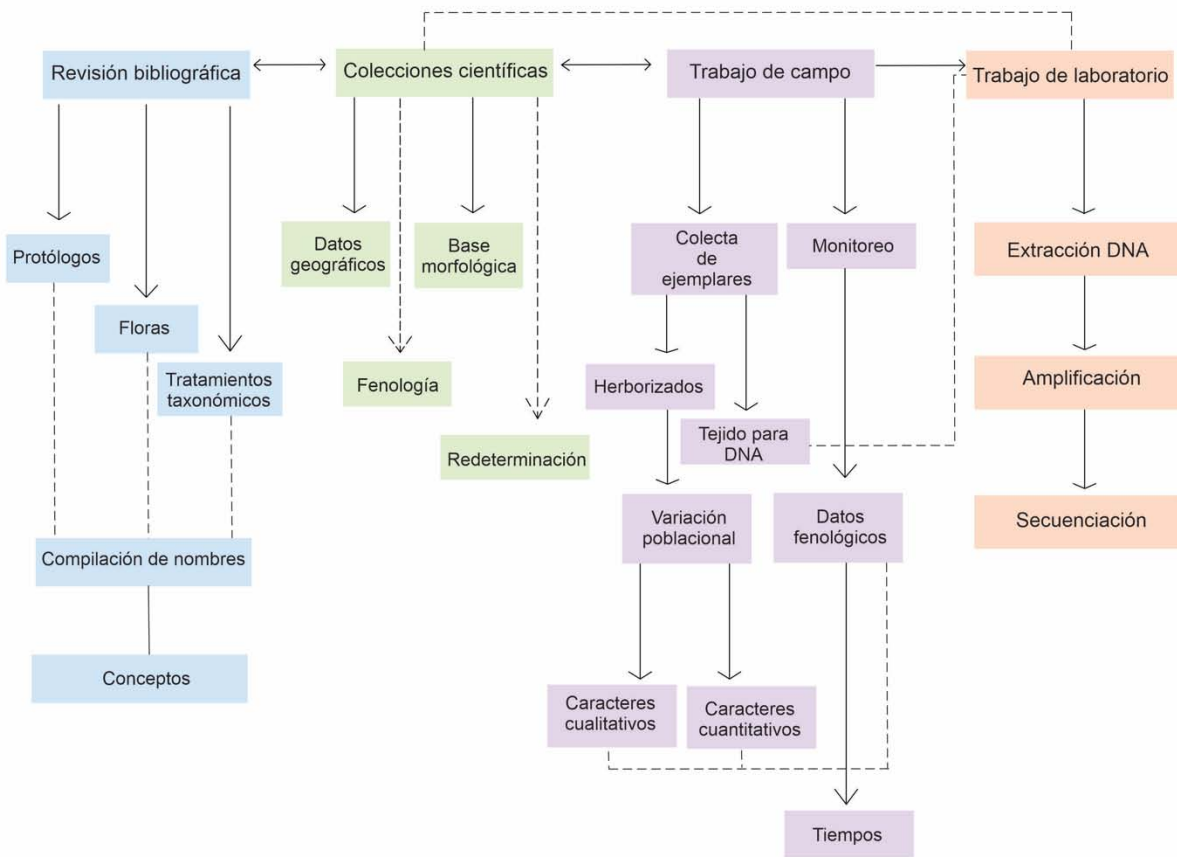 Revisión bibliográfica
Colecciones científicas
Trabajo de campo
Trabajo de laboratorio
Protólogos
Floras
Tratamientos
taxonómicos
Compilación de nombres
Conceptos
Datos
geográficos
Base
morfológica
Fenología
Redeterminación
Colecta
de
ejemplares
Monitoreo
Herborizados
Tejido para
DNA
Variación
poblacional
Datos
fenológicos
Caracteres
cualitativos
Caracteres
cuantitativos
Tiempos
Extracción DNA
Amplificación
Secuenciación